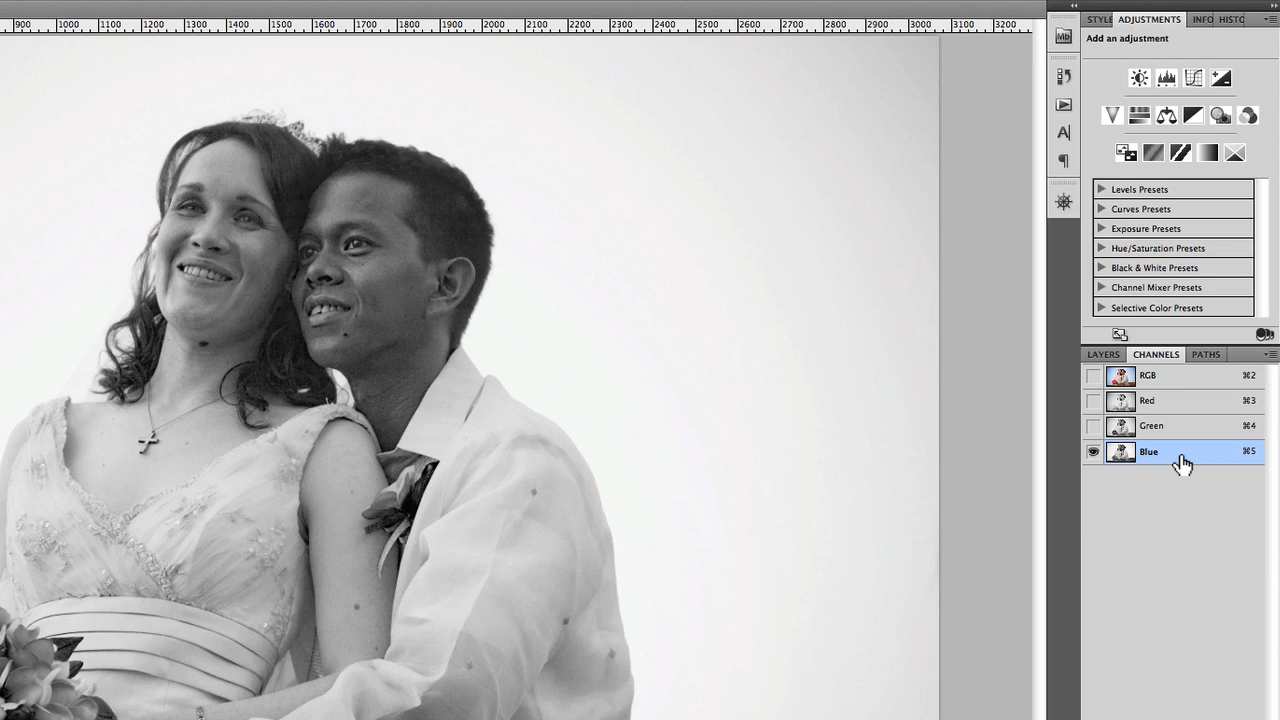 900 1000 1100 1200 1300 1400 1500 1600 1700 1800 1900 2000 2100 2200 2300 2400 2500 2600 2700 2800 2900 3000 3100 3200
STYLE ADJUSTMENTS INFO HISTO
Add an adjustment
Mb
A
¶
Levels Presets
Curves Presets
Exposure Presets
Hue/Saturation Presets
Black & White Presets
Channel Mixer Presets
Selective Color Presets
LAYERS CHANNELS PATHS
RGB ⌘2
Red ⌘3
Green ⌘4
Blue ⌘5